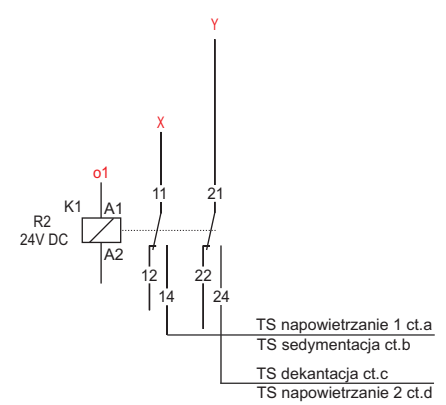 Y
X
o1
11
21
K1
A1
R2
24V DC
A2
12
22
14
24
TS napowietrzanie 1 ct.a
TS sedymentacja ct.b
TS dekantacja ct.c
TS napowietrzanie 2 ct.d